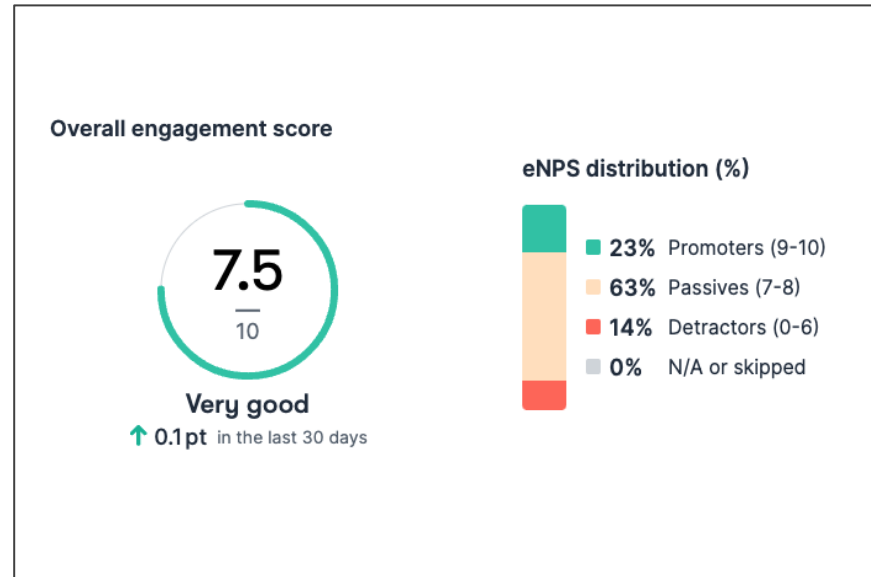 Overall engagement score
7.5
10
Very good
↑ 0.1pt in the last 30 days
eNPS distribution (%)
23% Promoters (9-10)
63% Passives (7-8)
14% Detractors (0-6)
0% N/A or skipped